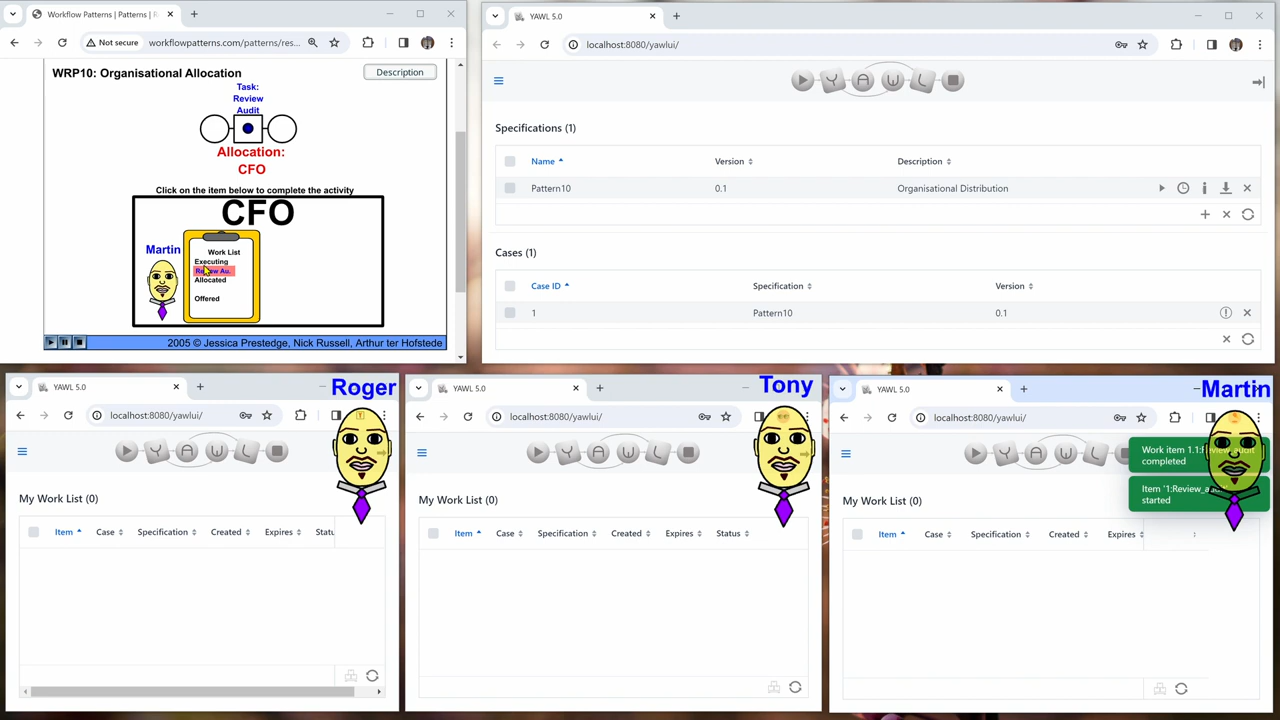 Workflow Patterns | Patterns | R
Not secure
workflowpatterns.com/patterns/res...
WRP10: Organisational Allocation
Description
Task:
Review
Audit
Allocation:
CFO
Click on the item below to complete the activity
CFO
Martin
Work List
Executing
Review Au.
Allocated
Offered
2005 © Jessica Prestedge, Nick Russell, Arthur ter Hofstede
YAWL 5.0
localhost:8080/yawlui/
Y A W L
Specifications (1)
Name Version Description
Pattern10 0.1 Organisational Distribution
Cases (1)
Case ID Specification Version
1 Pattern10 0.1
YAWL 5.0
Roger
localhost:8080/yawlui/
Y A W L
My Work List (0)
Item Case Specification Created Expires Statu
YAWL 5.0
Tony
localhost:8080/yawlui/
Y A W L
My Work List (0)
Item Case Specification Created Expires Status
YAWL 5.0
Martin
localhost:8080/yawlui/
Y A W L
Work item 1.1:Review_audit
completed
Item '1:Review_audit'
started
My Work List (0)
Item Case Specification Created Expires